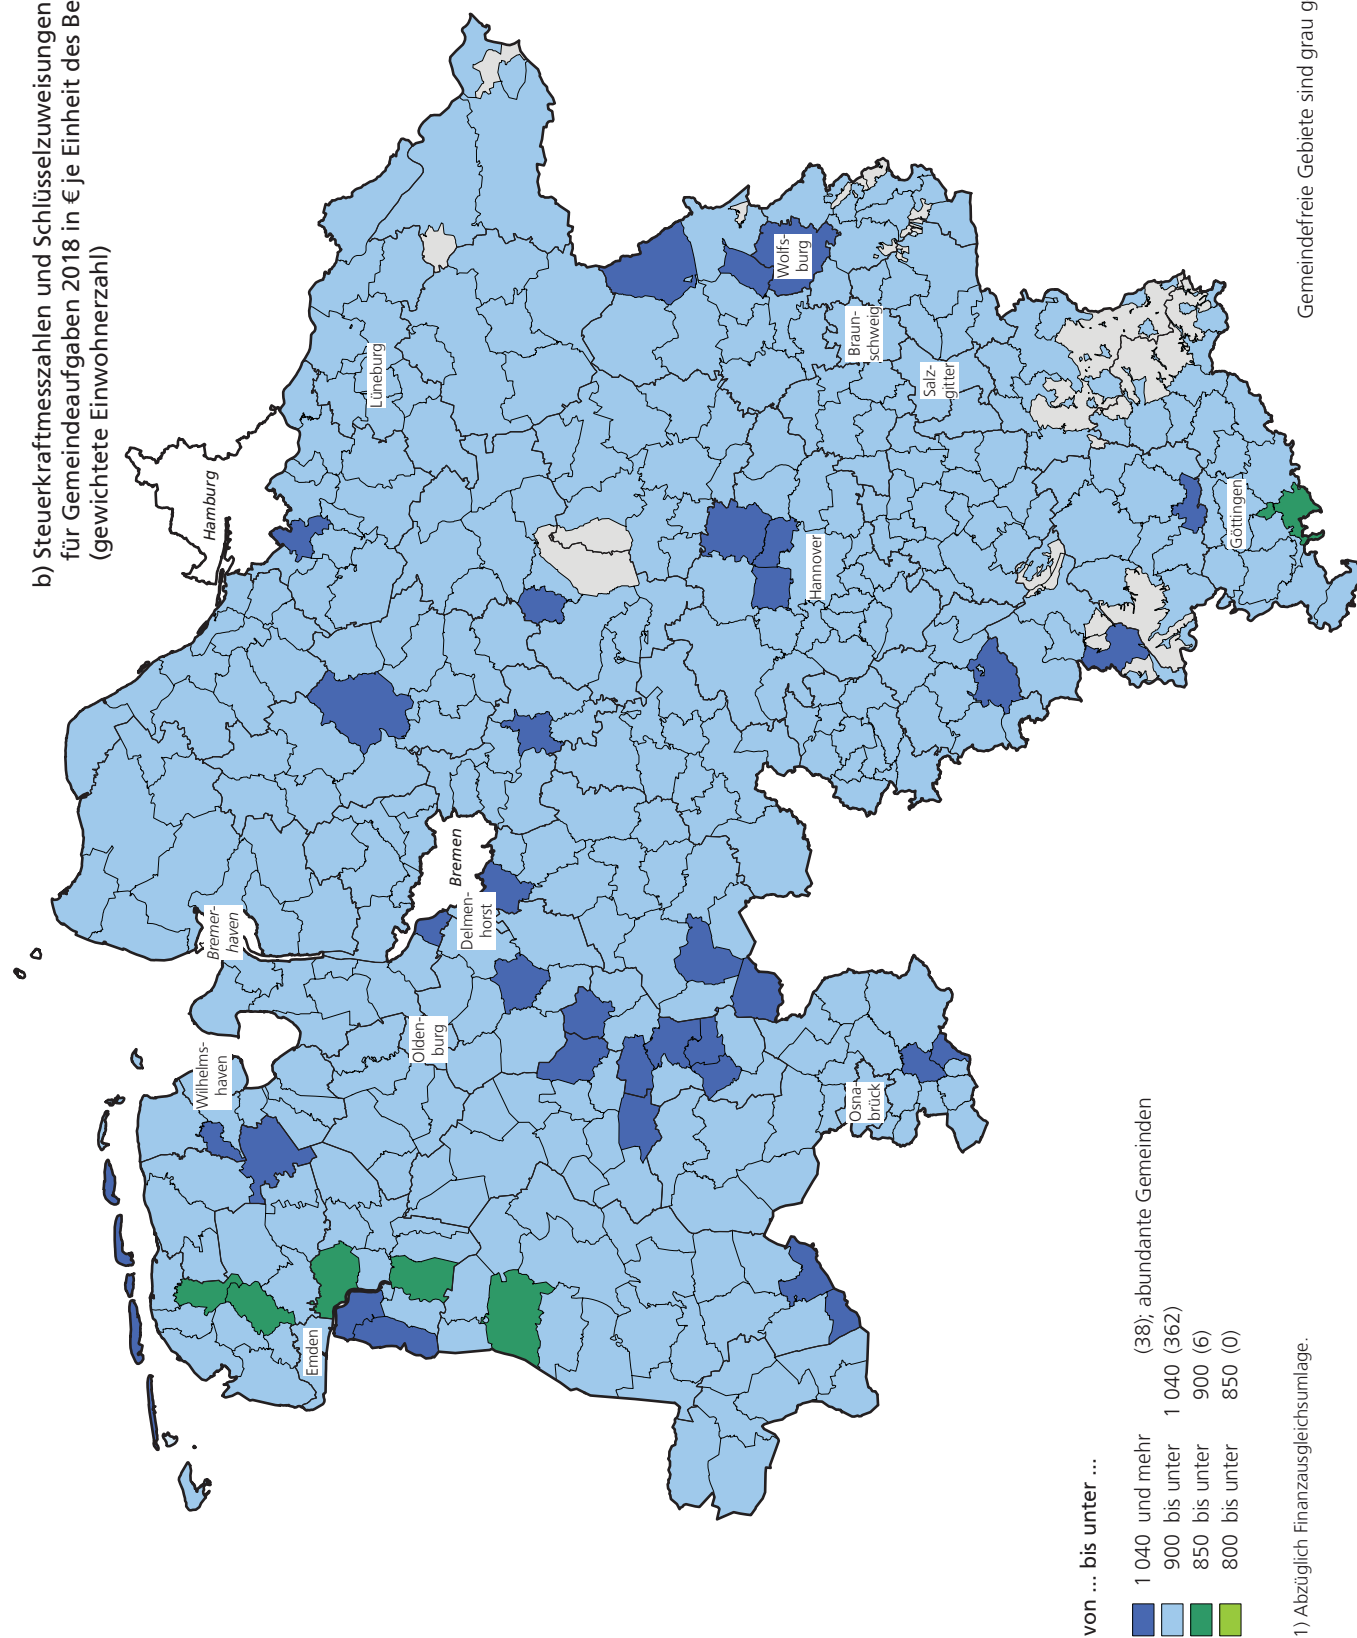 b) Steuerkraftmesszahlen und Schlüsselzuweisungen
für Gemeindeaufgaben 2018 in € je Einheit des Be
(gewichtete Einwohnerzahl)
Hamburg
Lüneburg
Bremer-
haven
Wilhelms-
haven
Emden
Olden-
burg
Bremen
Delmen-
horst
Wolfs-
burg
Braun-
schweig
Salz-
gitter
Hannover
Osna-
brück
Göttingen
von ... bis unter ...
1 040 und mehr (38), abundante Gemeinden
900 bis unter 1 040 (362)
850 bis unter 900 (6)
800 bis unter 850 (0)
1) Abzüglich Finanzausgleichsumlage.
Gemeindefreie Gebiete sind grau g